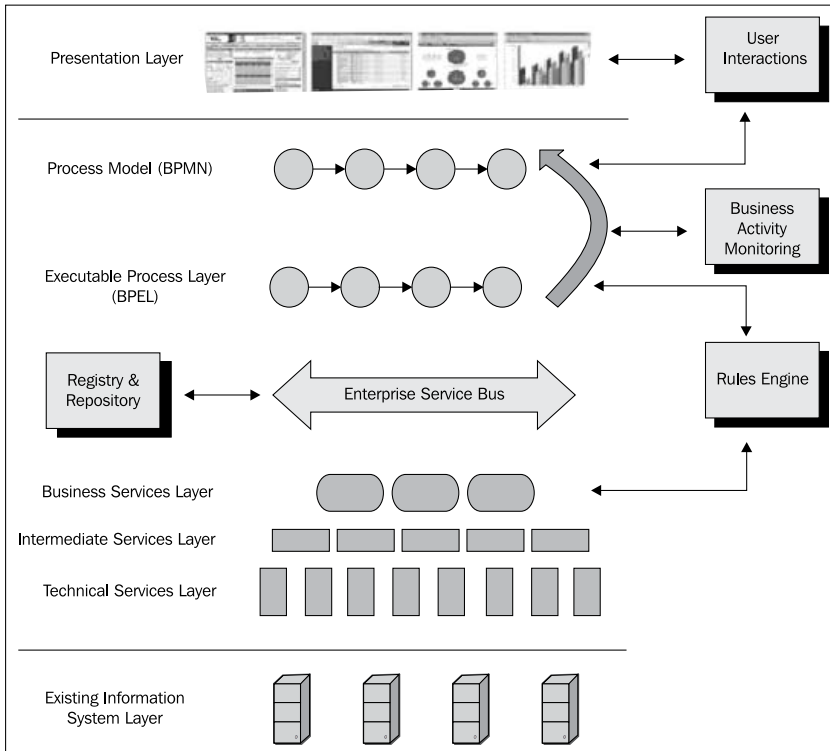 Presentation Layer
User
Interactions
Process Model (BPMN)
Business
Activity
Monitoring
Executable Process Layer
(BPEL)
Registry &
Repository
Enterprise Service Bus
Rules Engine
Business Services Layer
Intermediate Services Layer
Technical Services Layer
Existing Information
System Layer